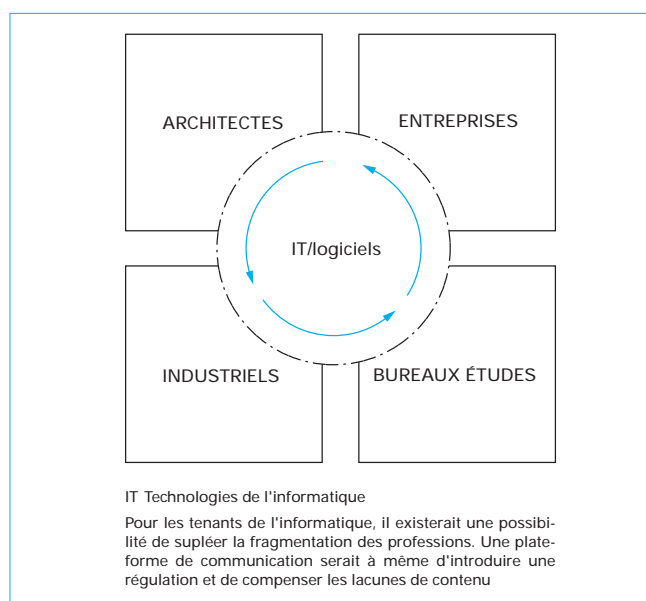 ARCHITECTES
ENTREPRISES
IT/logiciels
INDUSTRIELS
BUREAUX ÉTUDES
IT Technologies de l'informatique
Pour les tenants de l'informatique, il existerait une possibi-
lité de supléer la fragmentation des professions. Une plate-
forme de communication serait à même d'introduire une
régulation et de compenser les lacunes de contenu